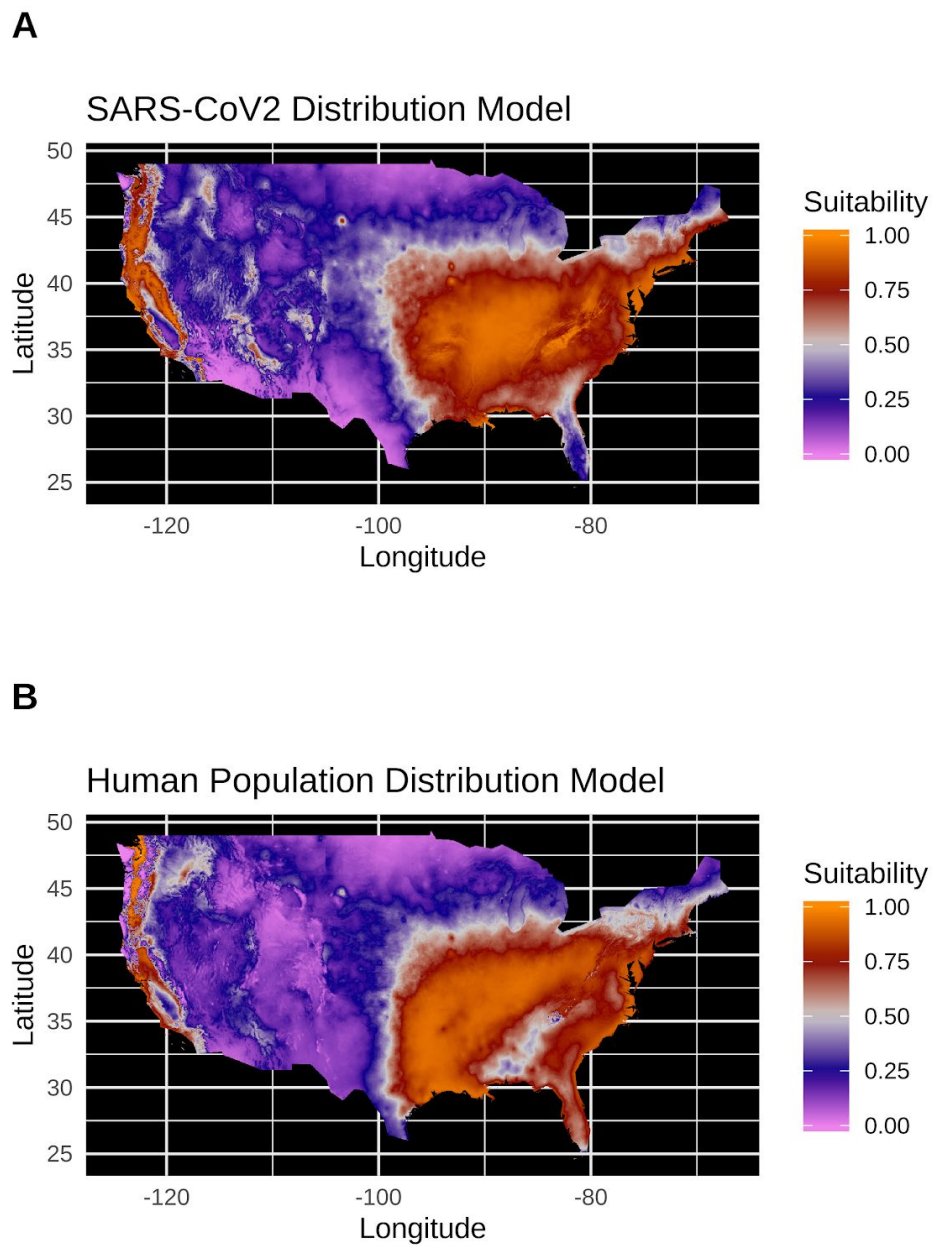 A
SARS-CoV2 Distribution Model
50
45
40
35
30
25
Latitude
-120
-100
-80
Longitude
Suitability
1.00
0.75
0.50
0.25
0.00
B
Human Population Distribution Model
50
45
40
35
30
25
Latitude
-120
-100
-80
Longitude
Suitability
1.00
0.75
0.50
0.25
0.00